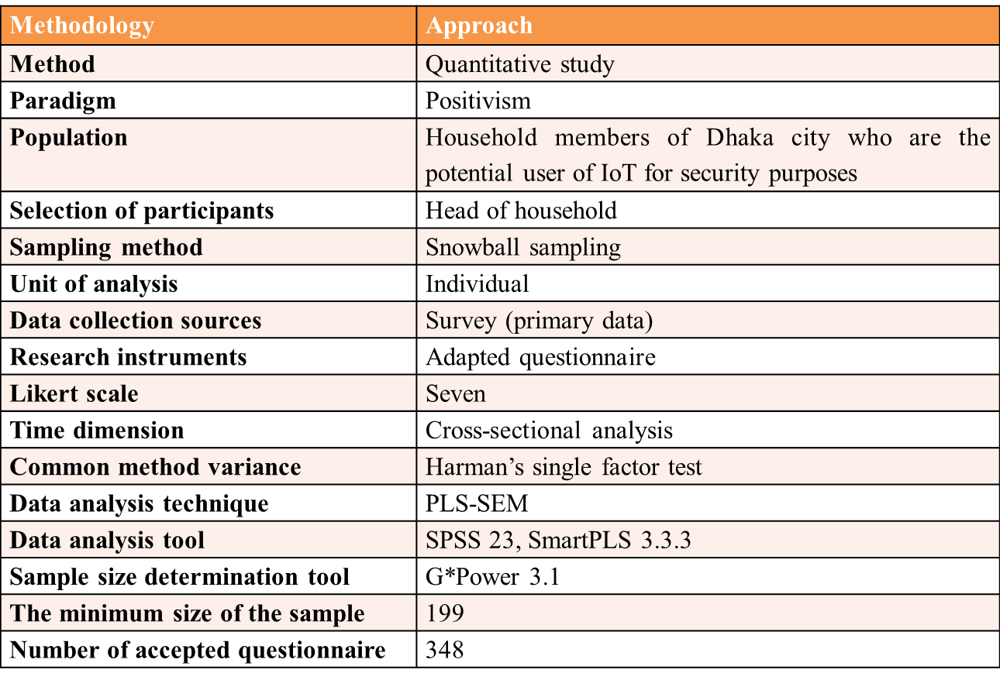 Methodology Approach
Method Quantitative study
Paradigm Positivism
Population Household members of Dhaka city who are the
potential user of IoT for security purposes
Selection of participants Head of household
Sampling method Snowball sampling
Unit of analysis Individual
Data collection sources Survey (primary data)
Research instruments Adapted questionnaire
Likert scale Seven
Time dimension Cross-sectional analysis
Common method variance Harman’s single factor test
Data analysis technique PLS-SEM
Data analysis tool SPSS 23, SmartPLS 3.3.3
Sample size determination tool G*Power 3.1
The minimum size of the sample 199
Number of accepted questionnaire 348